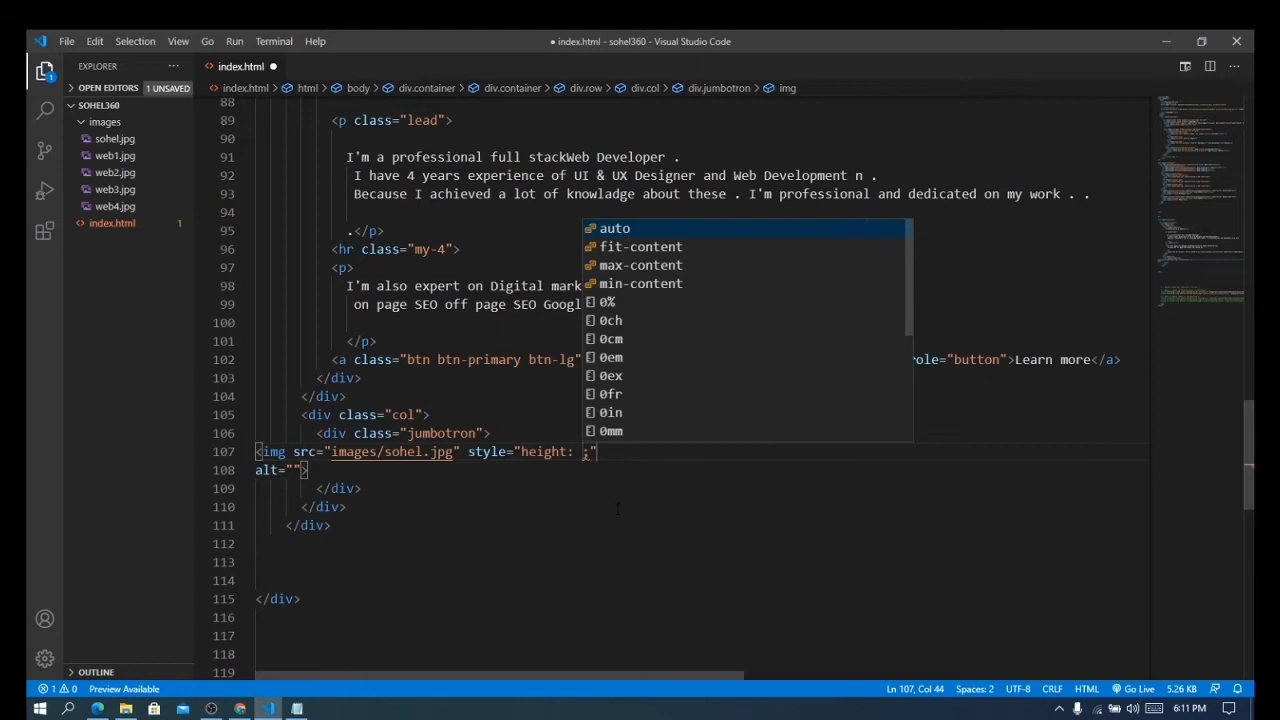 File Edit Selection View Go Run Terminal Help
● index.html - sohel360 - Visual Studio Code
EXPLORER
index.html
OPEN EDITORS 1 UNSAVED
index.html > html > body > div.container > div.container > div.row > div.col > div.jumbotron > img
SOHEL360
images
sohel.jpg
web1.jpg
web2.jpg
web3.jpg
web4.jpg
index.html 1
88
89 <p class="lead">
90
91 I'm a professional full stackWeb Developer .
92 I have 4 years experience of UI & UX Designer and Web Development n .
93 Because I achieved a lot of knowladge about these . I'm professional and dedicated on my work . .
94
95 .</p>
96 <hr class="my-4">
97 <p>
98 I'm also expert on Digital mark
99 on page SEO off page SEO Googl
100
101 </p>
102 <a class="btn btn-primary btn-lg" role="button">Learn more</a>
103 </div>
104 </div>
105 <div class="col">
106 <div class="jumbotron">
107 <img src="images/sohel.jpg" style="height: ;"
108 alt="">
109 </div>
110 </div>
111 </div>
112
113
114
115 </div>
116
117
118
119
auto
fit-content
max-content
min-content
0%
0ch
0cm
0em
0ex
0fr
0in
0mm
OUTLINE
1 0 Preview Available
Ln 107, Col 44 Spaces: 2 UTF-8 CRLF HTML Go Live 5.26 KB
6:11 PM